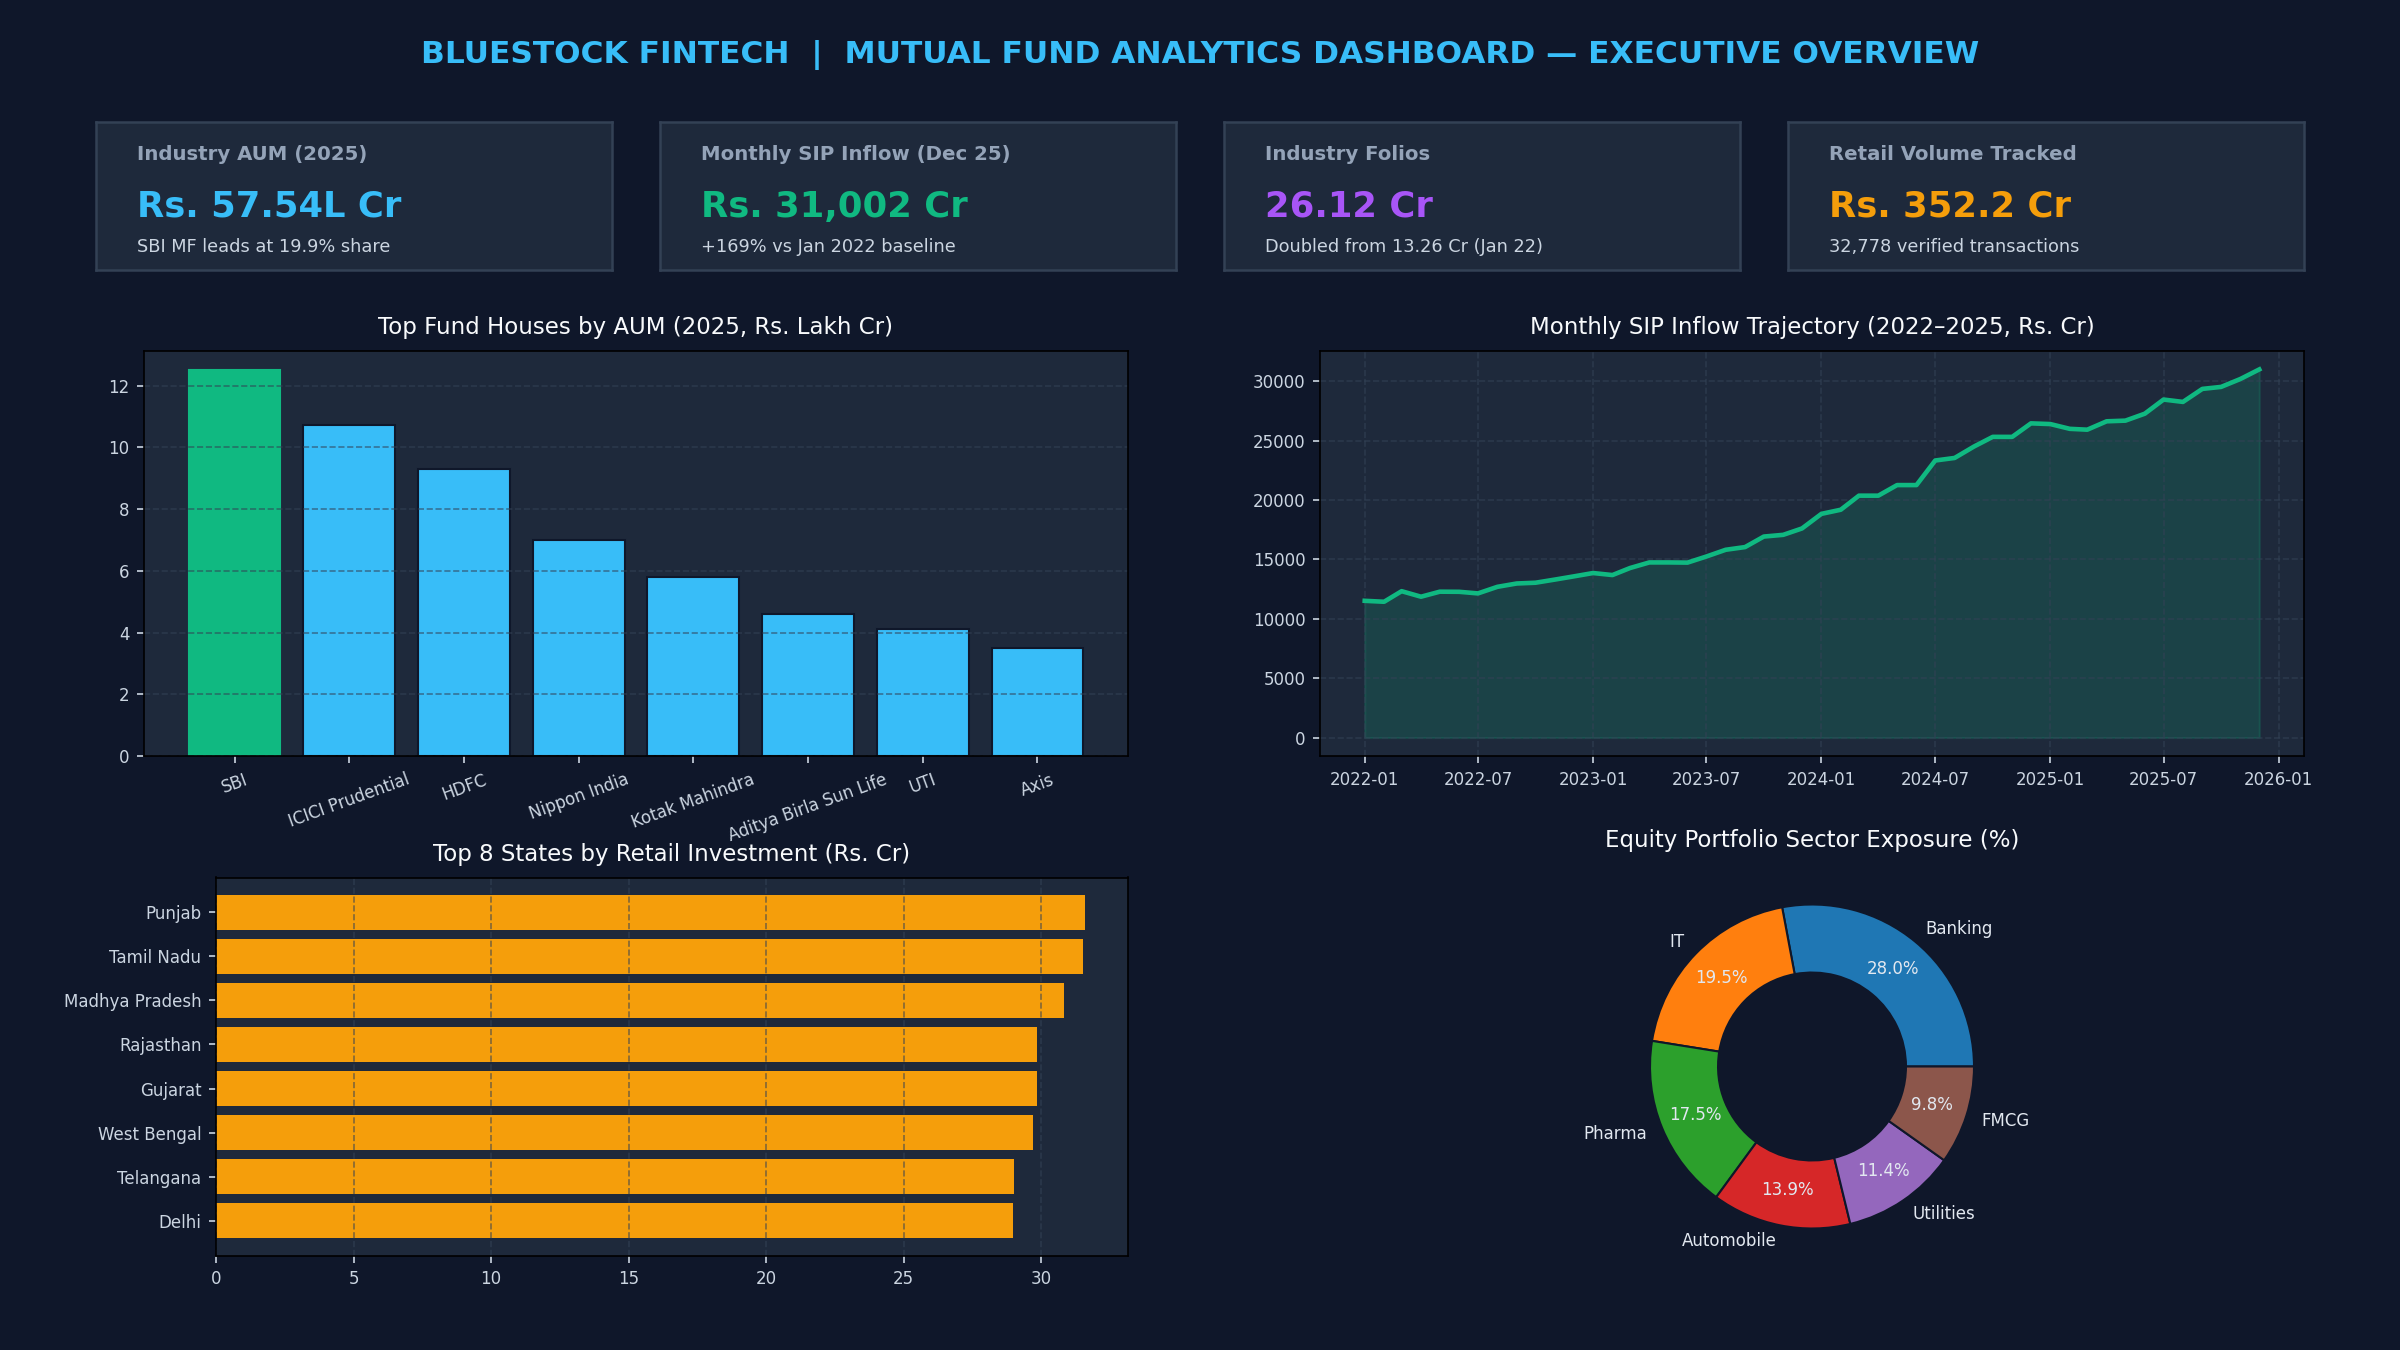 BLUESTOCK FINTECH | MUTUAL FUND ANALYTICS DASHBOARD — EXECUTIVE OVERVIEW
Industry AUM (2025)
Rs. 57.54L Cr
SBI MF leads at 19.9% share
Monthly SIP Inflow (Dec 25)
Rs. 31,002 Cr
+169% vs Jan 2022 baseline
Industry Folios
26.12 Cr
Doubled from 13.26 Cr (Jan 22)
Retail Volume Tracked
Rs. 352.2 Cr
32,778 verified transactions
Top Fund Houses by AUM (2025, Rs. Lakh Cr)
12
10
8
6
4
2
0
SBI
ICICI Prudential
HDFC
Nippon India
Kotak Mahindra
Aditya Birla Sun Life
UTI
Axis
Monthly SIP Inflow Trajectory (2022–2025, Rs. Cr)
30000
25000
20000
15000
10000
5000
0
2022-01
2022-07
2023-01
2023-07
2024-01
2024-07
2025-01
2025-07
2026-01
Top 8 States by Retail Investment (Rs. Cr)
Punjab
Tamil Nadu
Madhya Pradesh
Rajasthan
Gujarat
West Bengal
Telangana
Delhi
0
5
10
15
20
25
30
Equity Portfolio Sector Exposure (%)
Banking
28.0%
IT
19.5%
Pharma
17.5%
Automobile
13.9%
Utilities
11.4%
FMCG
9.8%